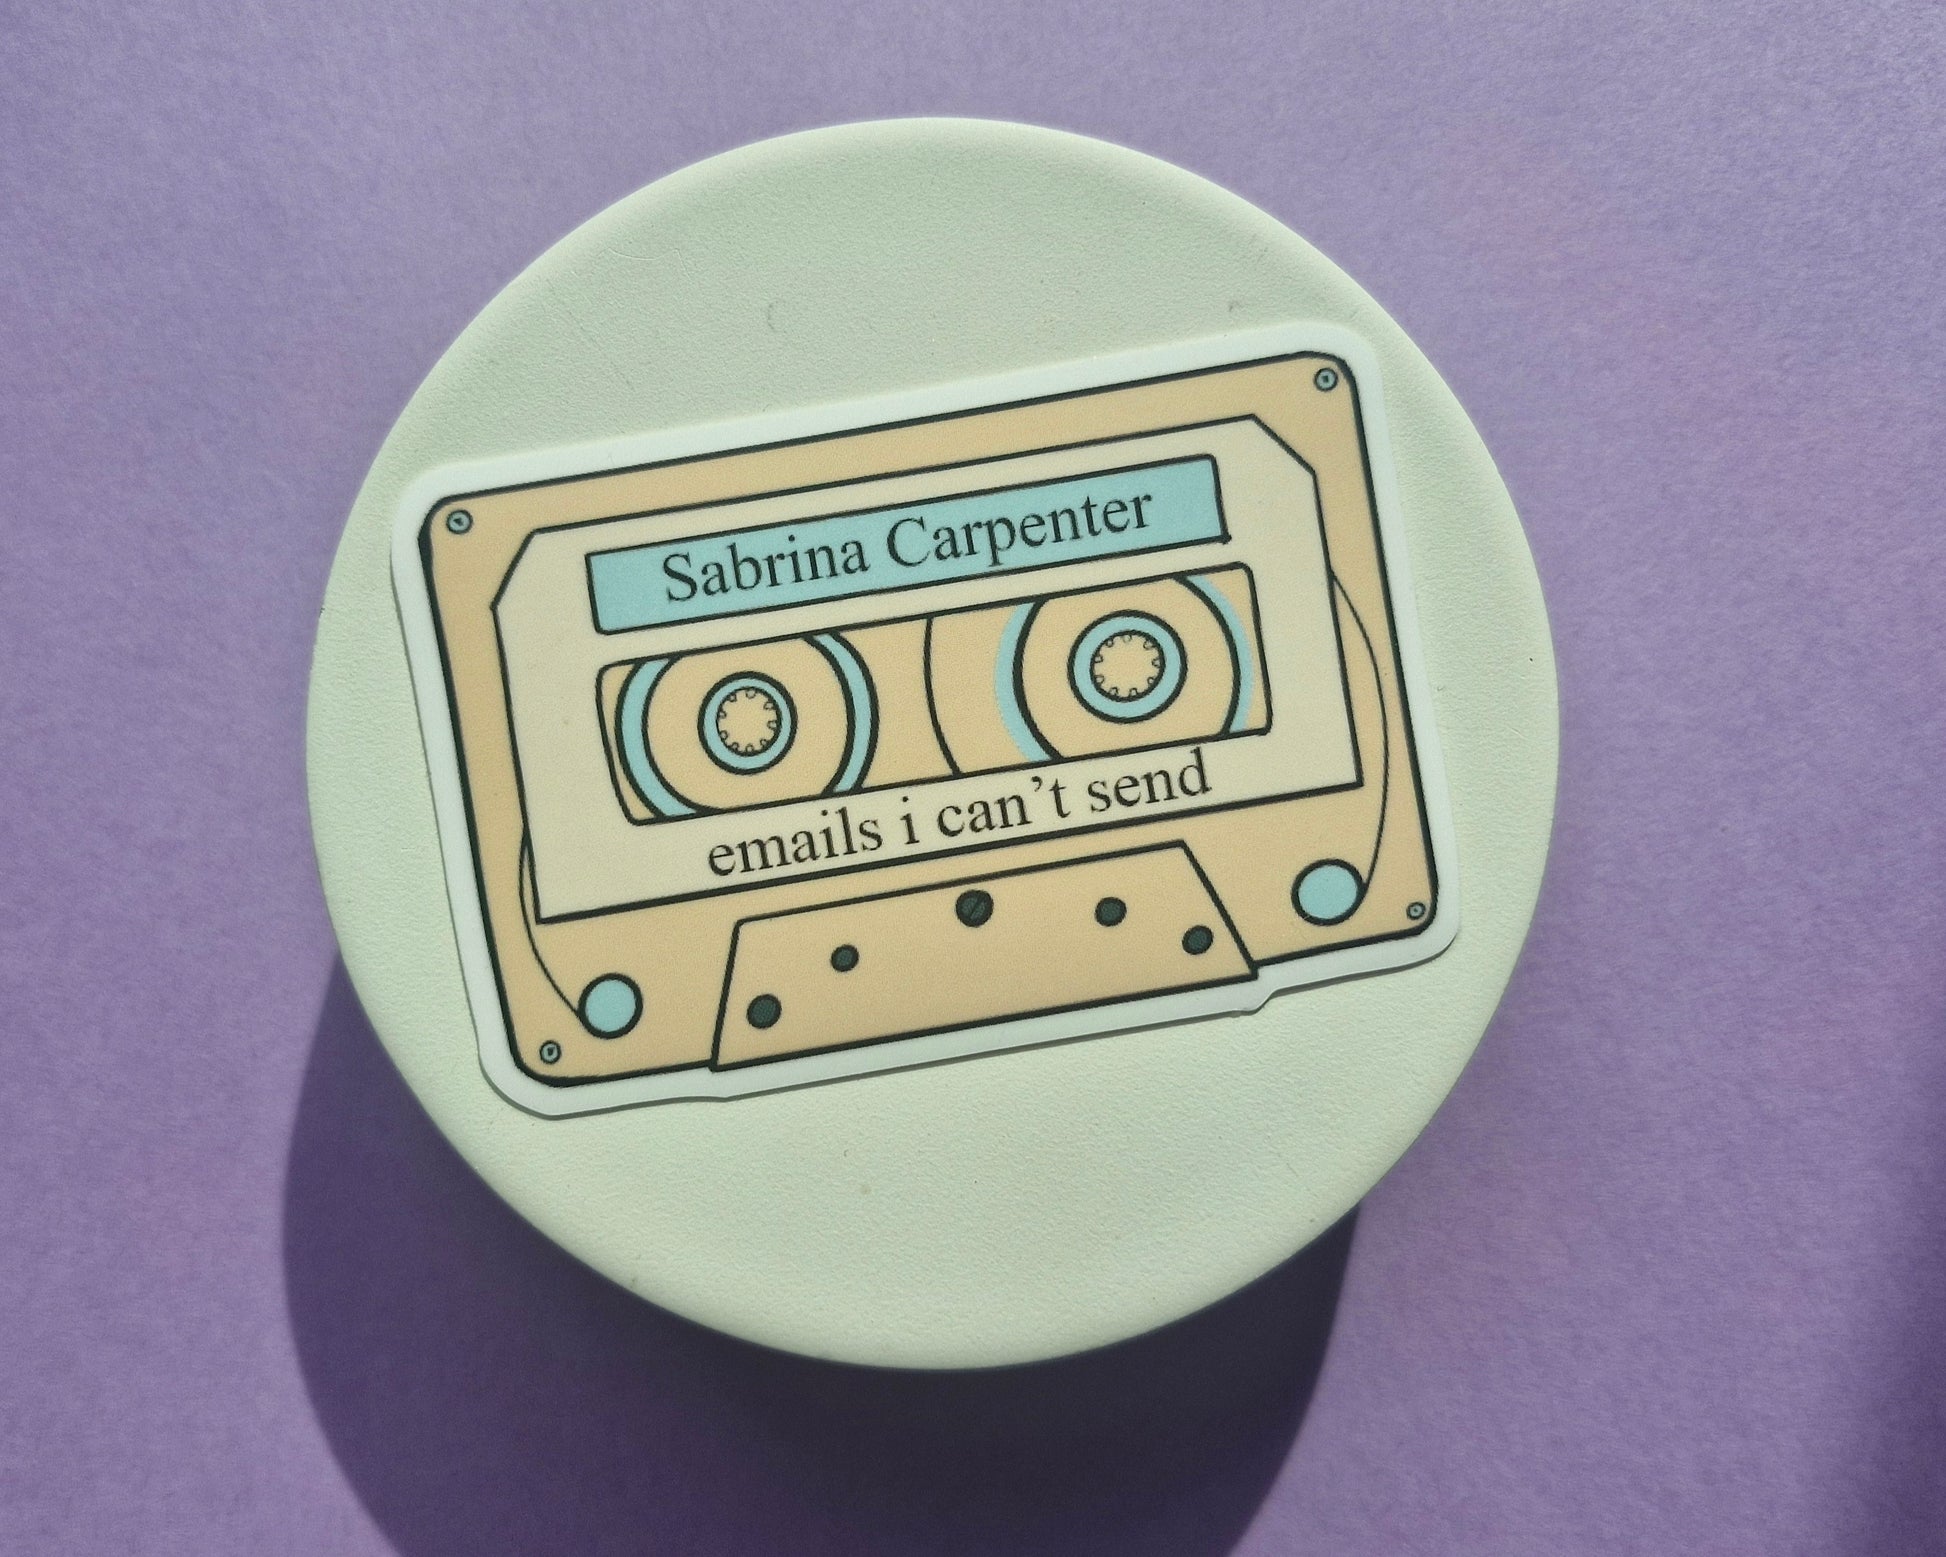 Sabrina Carpenter
emails i can’t send